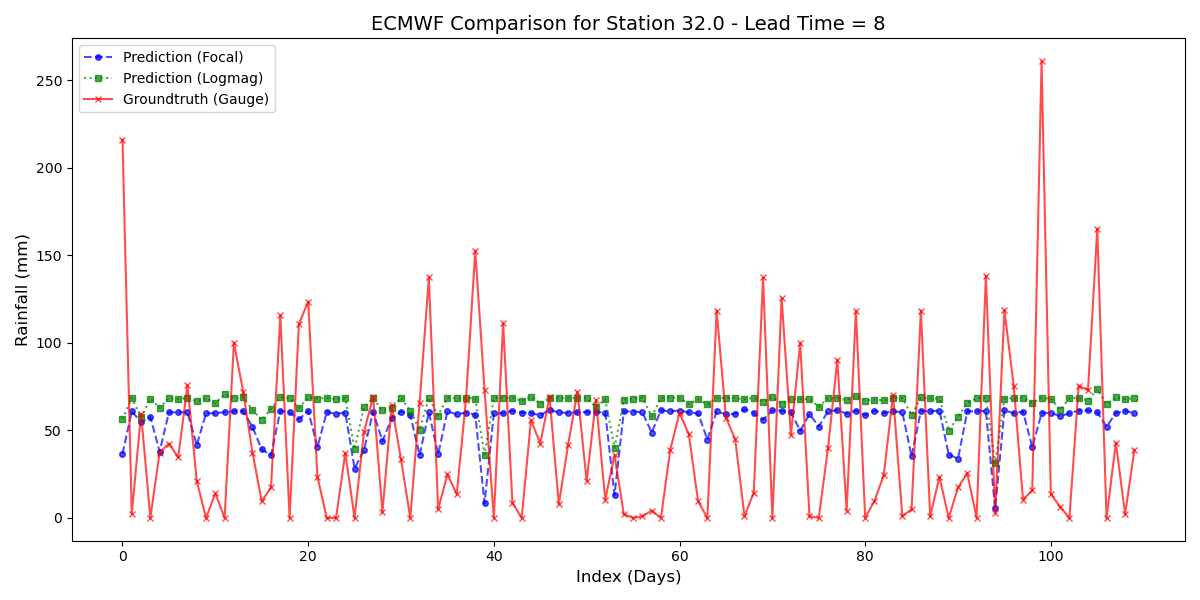 ECMWF Comparison for Station 32.0 - Lead Time = 8
Prediction (Focal)
Prediction (Logmag)
Groundtruth (Gauge)
Rainfall (mm)
250
200
150
100
50
0
0 20 40 60 80 100
Index (Days)